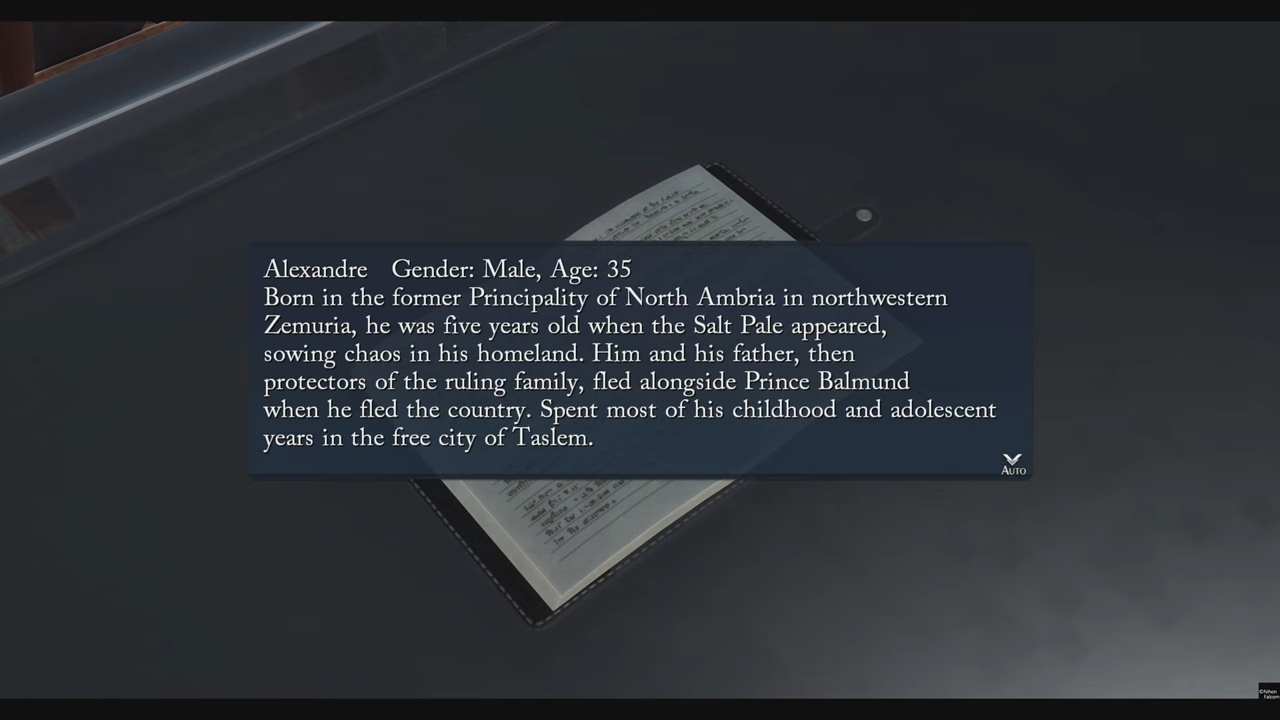 Alexandre Gender: Male, Age: 35
Born in the former Principality of North Ambria in northwestern
Zemuria, he was five years old when the Salt Pale appeared,
sowing chaos in his homeland. Him and his father, then
protectors of the ruling family, fled alongside Prince Balmund
when he fled the country. Spent most of his childhood and adolescent
years in the free city of Taslem.
AUTO
©Nihon
Falcom